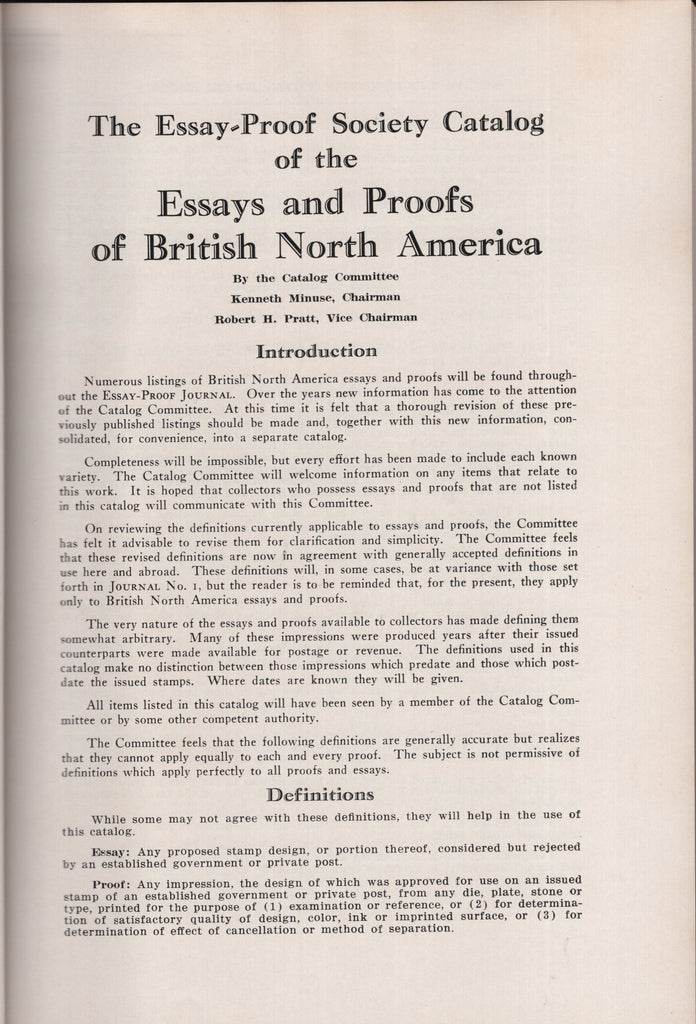 The Essay-Proof Society Catalog
of the
Essays and Proofs
of British North America
By the Catalog Committee
Kenneth Minuse, Chairman
Robert H. Pratt, Vice Chairman
Introduction
Numerous listings of British North America essays and proofs will be found through-
out the ESSAY-PROOF JOURNAL. Over the years new information has come to the attention
of the Catalog Committee. At this time it is felt that a thorough revision of these pre-
viously published listings should be made and, together with this new information, con-
solidated, for convenience, into a separate catalog.
Completeness will be impossible, but every effort has been made to include each known
variety. The Catalog Committee will welcome information on any items that relate to
this work. It is hoped that collectors who possess essays and proofs that are not listed
in this catalog will communicate with this Committee.
On reviewing the definitions currently applicable to essays and proofs, the Committee
has felt it advisable to revise them for clarification and simplicity. The Committee feels
that these revised definitions are now in agreement with generally accepted definitions in
use here and abroad. These definitions will, in some cases, be at variance with those set
forth in JOURNAL No. 1, but the reader is to be reminded that, for the present, they apply
only to British North America essays and proofs.
The very nature of the essays and proofs available to collectors has made defining them
somewhat arbitrary. Many of these impressions were produced years after their issued
counterparts were made available for postage or revenue. The definitions used in this
catalog make no distinction between those impressions which predate and those which post-
date the issued stamps. Where dates are known they will be given.
All items listed in this catalog will have been seen by a member of the Catalog Com-
mittee or by some other competent authority.
The Committee feels that the following definitions are generally accurate but realizes
that they cannot apply equally to each and every proof. The subject is not permissive of
definitions which apply perfectly to all proofs and essays.
Definitions
While some may not agree with these definitions, they will help in the use of
this catalog.
Essay: Any proposed stamp design, or portion thereof, considered but rejected
by an established government or private post.
Proof: Any impression, the design of which was approved for use on an issued
stamp of an established government or private post, from any die, plate, stone or
type, printed for the purpose of (1) examination or reference, or (2) for determina-
tion of satisfactory quality of design, color, ink or imprinted surface, or (3) for
determination of effect of cancellation or method of separation.